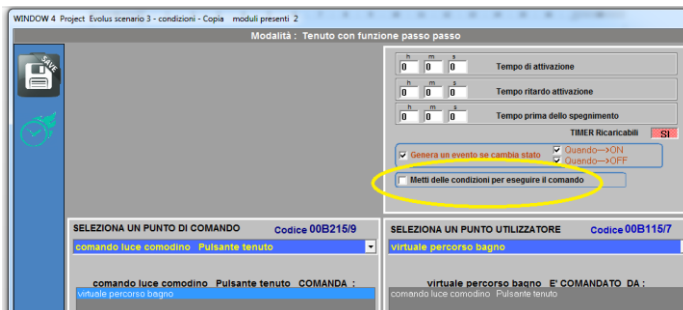 WINDOW 4 Project Evolus scenario 3 - condizioni - Copia moduli presenti 2
Modalità : Tenuto con funzione passo passo
SAVE
h m s
0 0 0 Tempo di attivazione
h m s
0 0 0 Tempo ritardo attivazione
h m s
0 0 0 Tempo prima dello spegnimento
TIMER Ricaricabili SI
Genera un evento se cambia stato
Quando-->ON
Quando-->OFF
Metti delle condizioni per eseguire il comando
SELEZIONA UN PUNTO DI COMANDO Codice 00B215/9
comando luce comodino Pulsante tenuto
comando luce comodino Pulsante tenuto COMANDA :
virtuale percorso bagno
SELEZIONA UN PUNTO UTILIZZATORE Codice 00B115/7
virtuale percorso bagno
virtuale percorso bagno E' COMANDATO DA :
comando luce comodino Pulsante tenuto